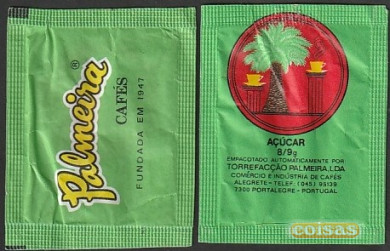 Palmeira®
CAFÉS
FUNDADA EM 1947
AÇÚCAR
8/9g
EMPACOTADO AUTOMATICAMENTE POR
TORREFACÇÃO PALMEIRA,LDA
COMÉRCIO E INDÚSTRIA DE CAFÉS
ALEGRETE - TELEF. (045) 95139
7300 PORTALEGRE - PORTUGAL
coisas